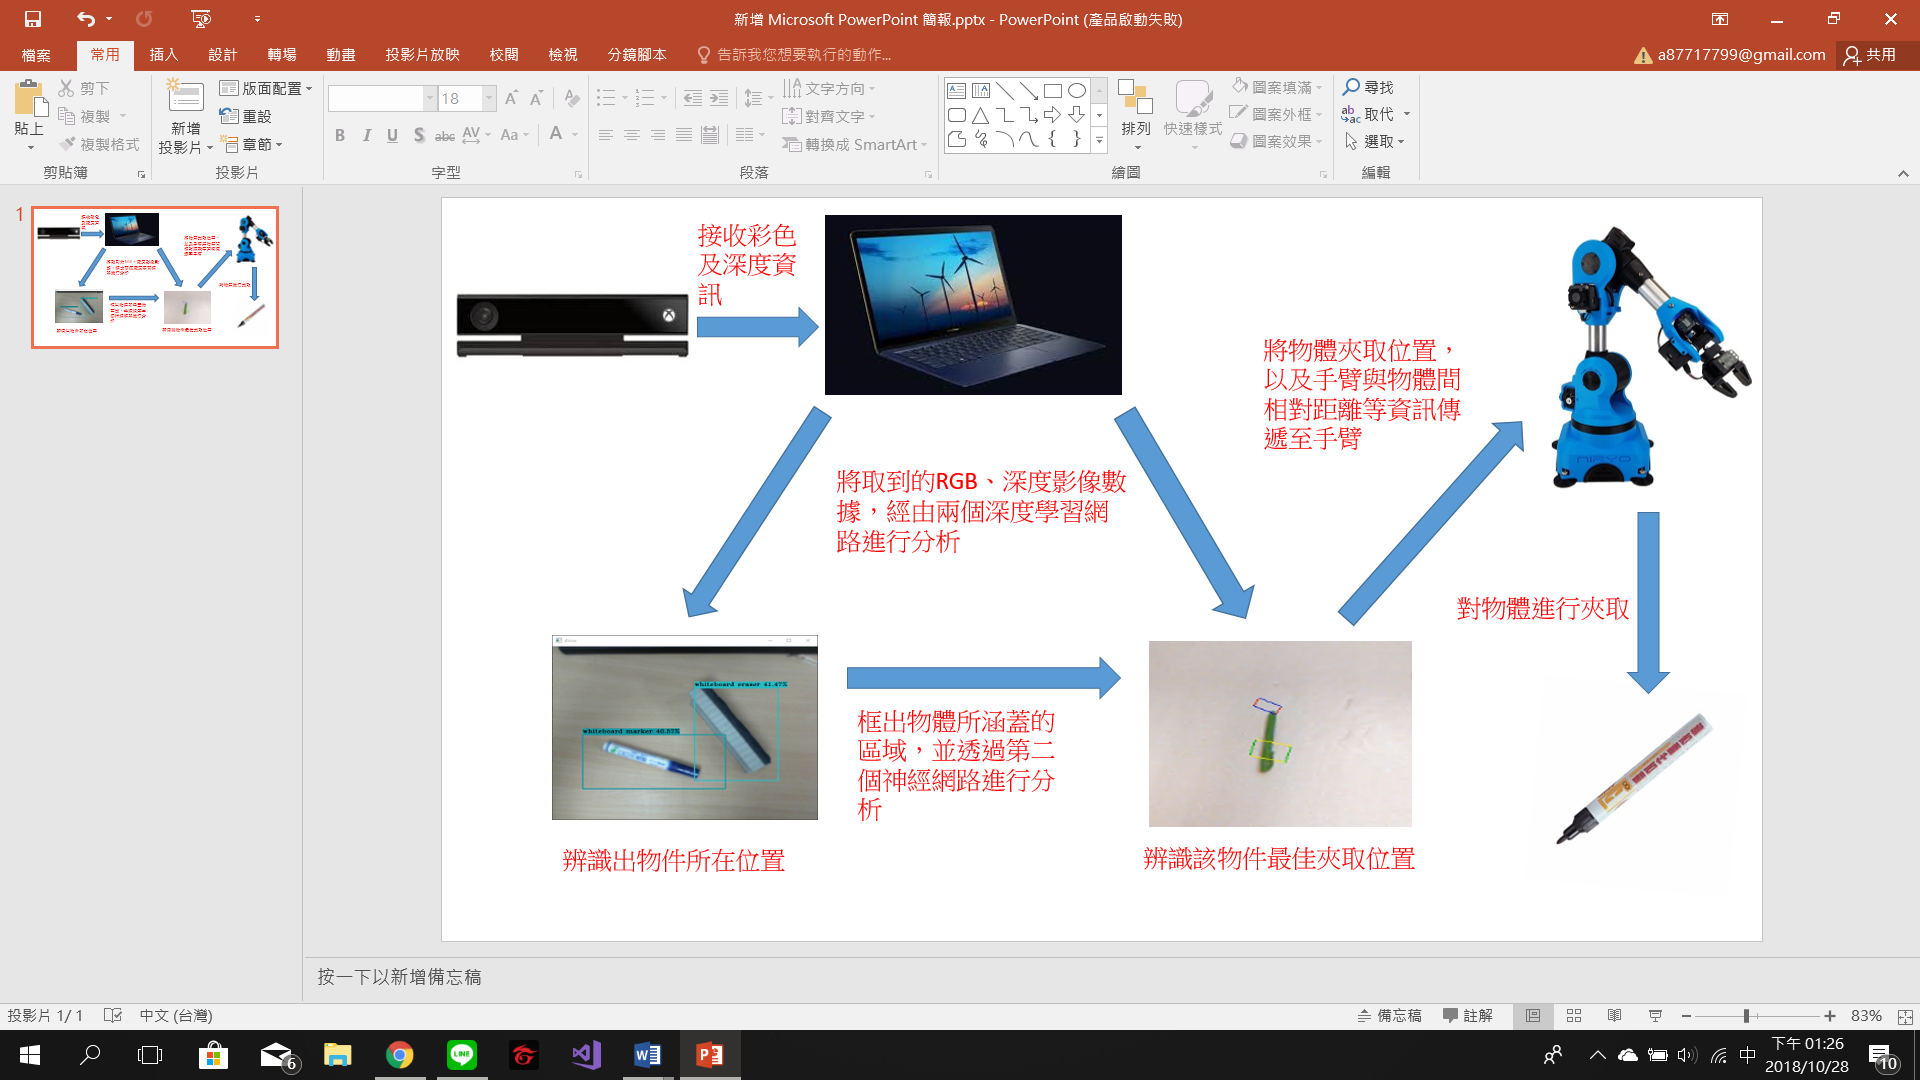 新增 Microsoft PowerPoint 簡報.pptx - PowerPoint (產品啟動失敗)
檔案 常用 插入 設計 轉場 動畫 投影片放映 校閱 檢視 分鏡腳本 告訴我您想要執行的動作... a87717799@gmail.com 共用
貼上
剪下
複製
複製格式
剪貼簿
新增
投影片
版面配置
重設
章節
投影片
18
B I U S abc AV Aa A
字型
文字方向
對齊文字
轉換成 SmartArt
段落
排列
快速樣式
圖案填滿
圖案外框
圖案效果
繪圖
尋找
取代
選取
編輯
1
接收彩色
及深度資
訊
將取到的RGB、深度影像數
據，經由兩個深度學習網
路進行分析
將物體夾取位置，
以及手臂與物體間
相對距離等資訊傳
遞至手臂
對物體進行夾取
whiteboard eraser 41.47%
框出物體所涵蓋的
區域，並透過第二
個神經網路進行分
析
辨識出物件所在位置
辨識該物件最佳夾取位置
按一下以新增備忘稿
投影片 1/ 1 中文 (台灣) 備忘稿 註解 83%
6 LINE 中 下午 01:26
2018/10/28 10